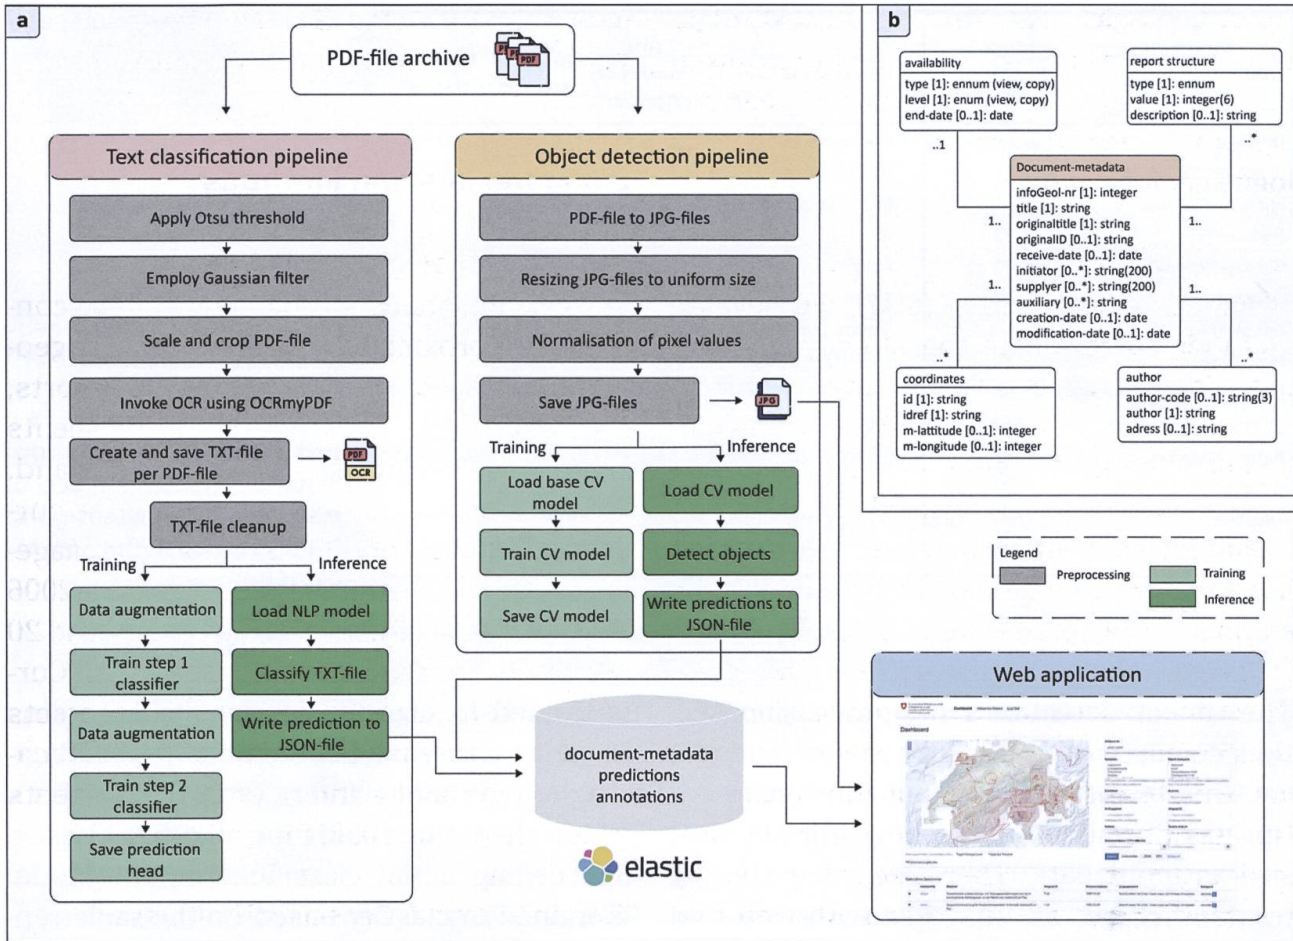 a
PDF-file archive
PDF
Text classification pipeline
Apply Otsu threshold
Employ Gaussian filter
Scale and crop PDF-file
Invoke OCR using OCRmyPDF
Create and save TXT-file
per PDF-file
PDF
OCR
TXT-file cleanup
Training
Inference
Data augmentation
Load NLP model
Train step 1
classifier
Classify TXT-file
Data augmentation
Write prediction to
JSON-file
Train step 2
classifier
Save prediction
head
Object detection pipeline
PDF-file to JPG-files
Resizing JPG-files to uniform size
Normalisation of pixel values
Save JPG-files
JPG
Training
Inference
Load base CV
model
Load CV model
Train CV model
Detect objects
Save CV model
Write predictions to
JSON-file
document-metadata
predictions
annotations
elastic
b
availability
type [1]: ennum (view, copy)
level [1]: enum (view, copy)
end-date [0..1]: date
report structure
type [1]: ennum
value [1]: integer(6)
description [0..1]: string
..1
..*
Document-metadata
infoGeol-nr [1]: integer
title [1]: string
originaltitle [1]: string
originalID [0..1]: string
receive-date [0..1]: date
initiator [0..*]: string(200)
supplyer [0..*]: string(200)
auxiliary [0..*]: string
creation-date [0..1]: date
modification-date [0..1]: date
1..
1..
1..
1..
..*
..*
coordinates
id [1]: string
idref [1]: string
m-lattitude [0..1]: integer
m-longitude [0..1]: integer
author
author-code [0..1]: string(3)
author [1]: string
adress [0..1]: string
Legend
Preprocessing
Training
Inference
Web application
Dashboard
Dashboard